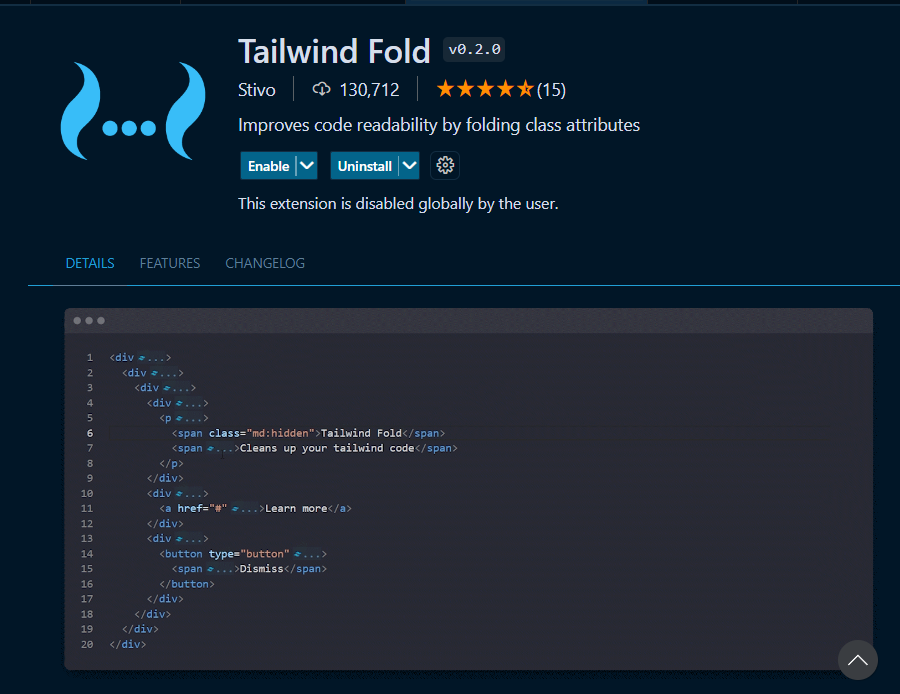 Tailwind Fold v0.2.0
Stivo 130,712 (15)
Improves code readability by folding class attributes
Enable Uninstall
This extension is disabled globally by the user.
DETAILS FEATURES CHANGELOG
1 <div ...>
2 <div ...>
3 <div ...>
4 <div ...>
5 <p ...>
6 <span class="md:hidden">Tailwind Fold</span>
7 <span ...>Cleans up your tailwind code</span>
8 </p>
9 </div>
10 <div ...>
11 <a href="#" ...>Learn more</a>
12 </div>
13 <div ...>
14 <button type="button" ...>
15 <span ...>Dismiss</span>
16 </button>
17 </div>
18 </div>
19 </div>
20 </div>